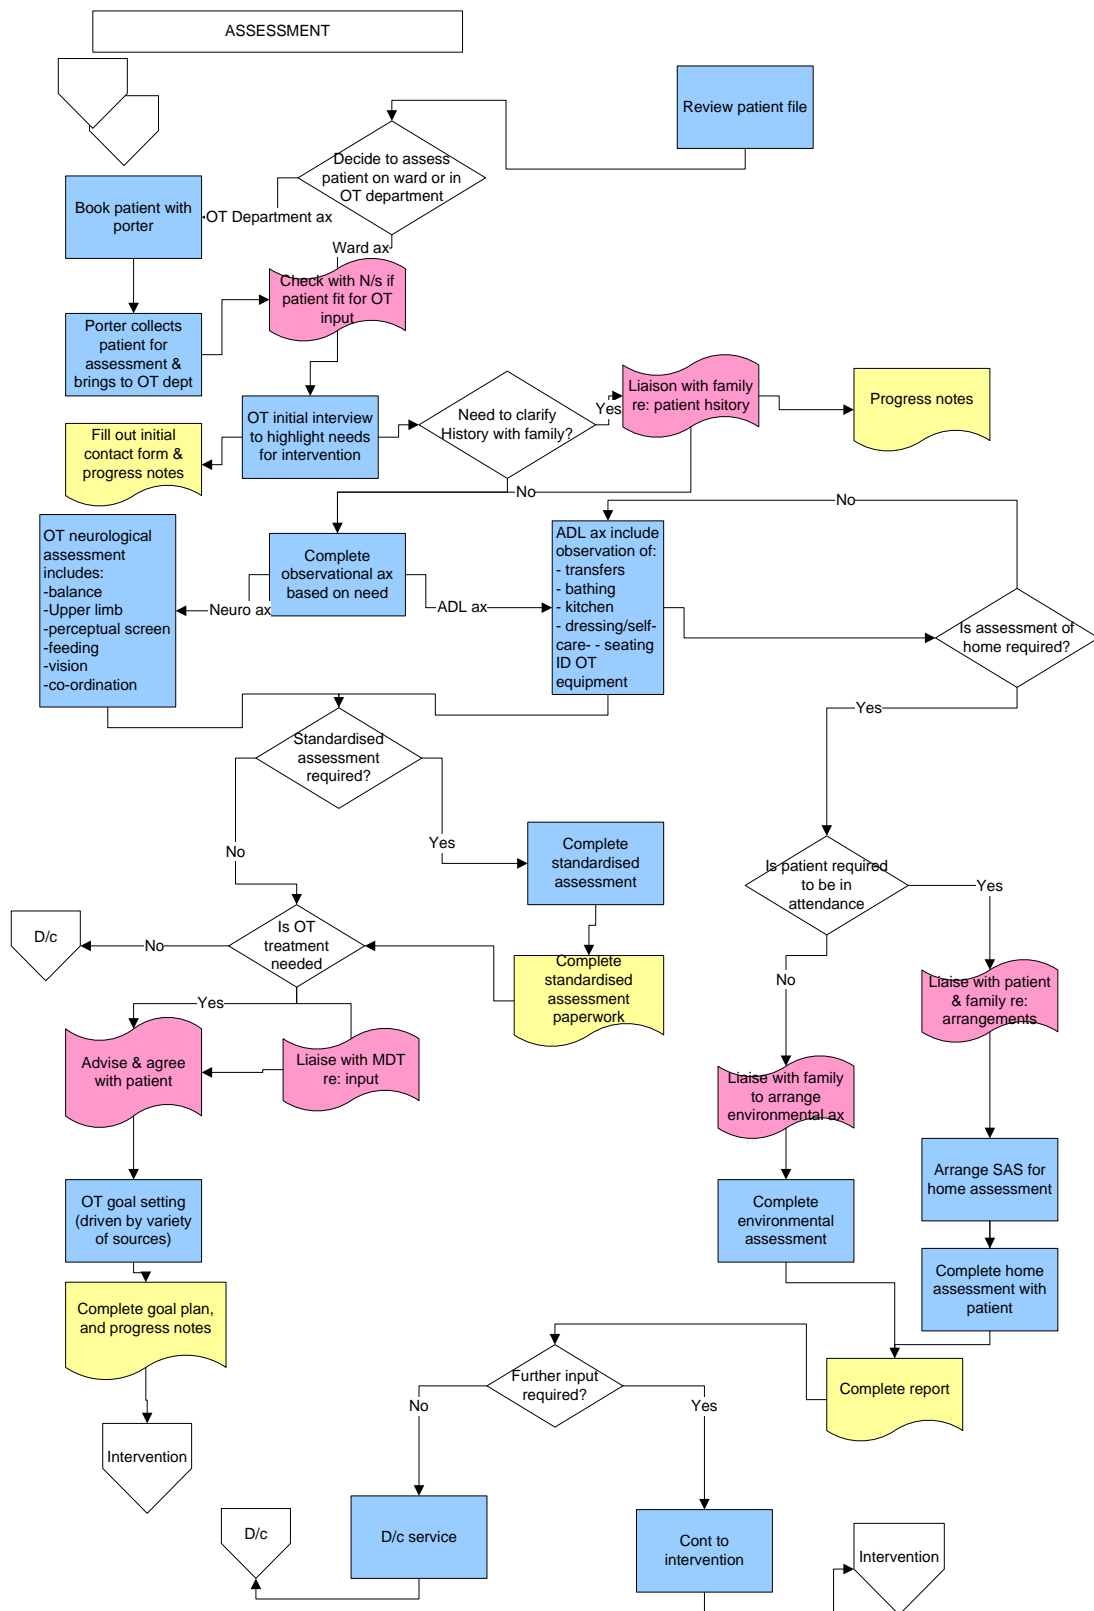 ASSESSMENT
Review patient file
Decide to assess
patient on ward or in
OT department
Book patient with
porter
OT Department ax
Ward ax
Check with N/s if
patient fit for OT
input
Porter collects
patient for
assessment &
brings to OT dept
OT initial interview
to highlight needs
for intervention
Need to clarify
History with family?
Yes
Liaison with family
re: patient hsitory
Progress notes
Fill out initial
contact form &
progress notes
No
No
OT neurological
assessment
includes:
-balance
-Upper limb
-perceptual screen
-feeding
-vision
-co-ordination
Neuro ax
Complete
observational ax
based on need
ADL ax
ADL ax include
observation of:
- transfers
- bathing
- kitchen
- dressing/self-
care- - seating
ID OT
equipment
Is assessment of
home required?
Yes
Standardised
assessment
required?
No
Yes
Complete
standardised
assessment
Is patient required
to be in
attendance
Yes
No
D/c
No
Is OT
treatment
needed
Complete
standardised
assessment
paperwork
Liaise with patient
& family re:
arrangements
Yes
Advise & agree
with patient
Liaise with MDT
re: input
Liaise with family
to arrange
environmental ax
Arrange SAS for
home assessment
OT goal setting
(driven by variety
of sources)
Complete
environmental
assessment
Complete home
assessment with
patient
Complete goal plan,
and progress notes
Further input
required?
Complete report
No
Yes
Intervention
D/c
D/c service
Cont to
intervention
Intervention